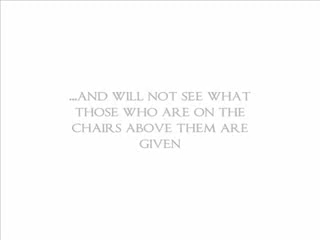 ...AND WILL NOT SEE WHAT
THOSE WHO ARE ON THE
CHAIRS ABOVE THEM ARE
GIVEN